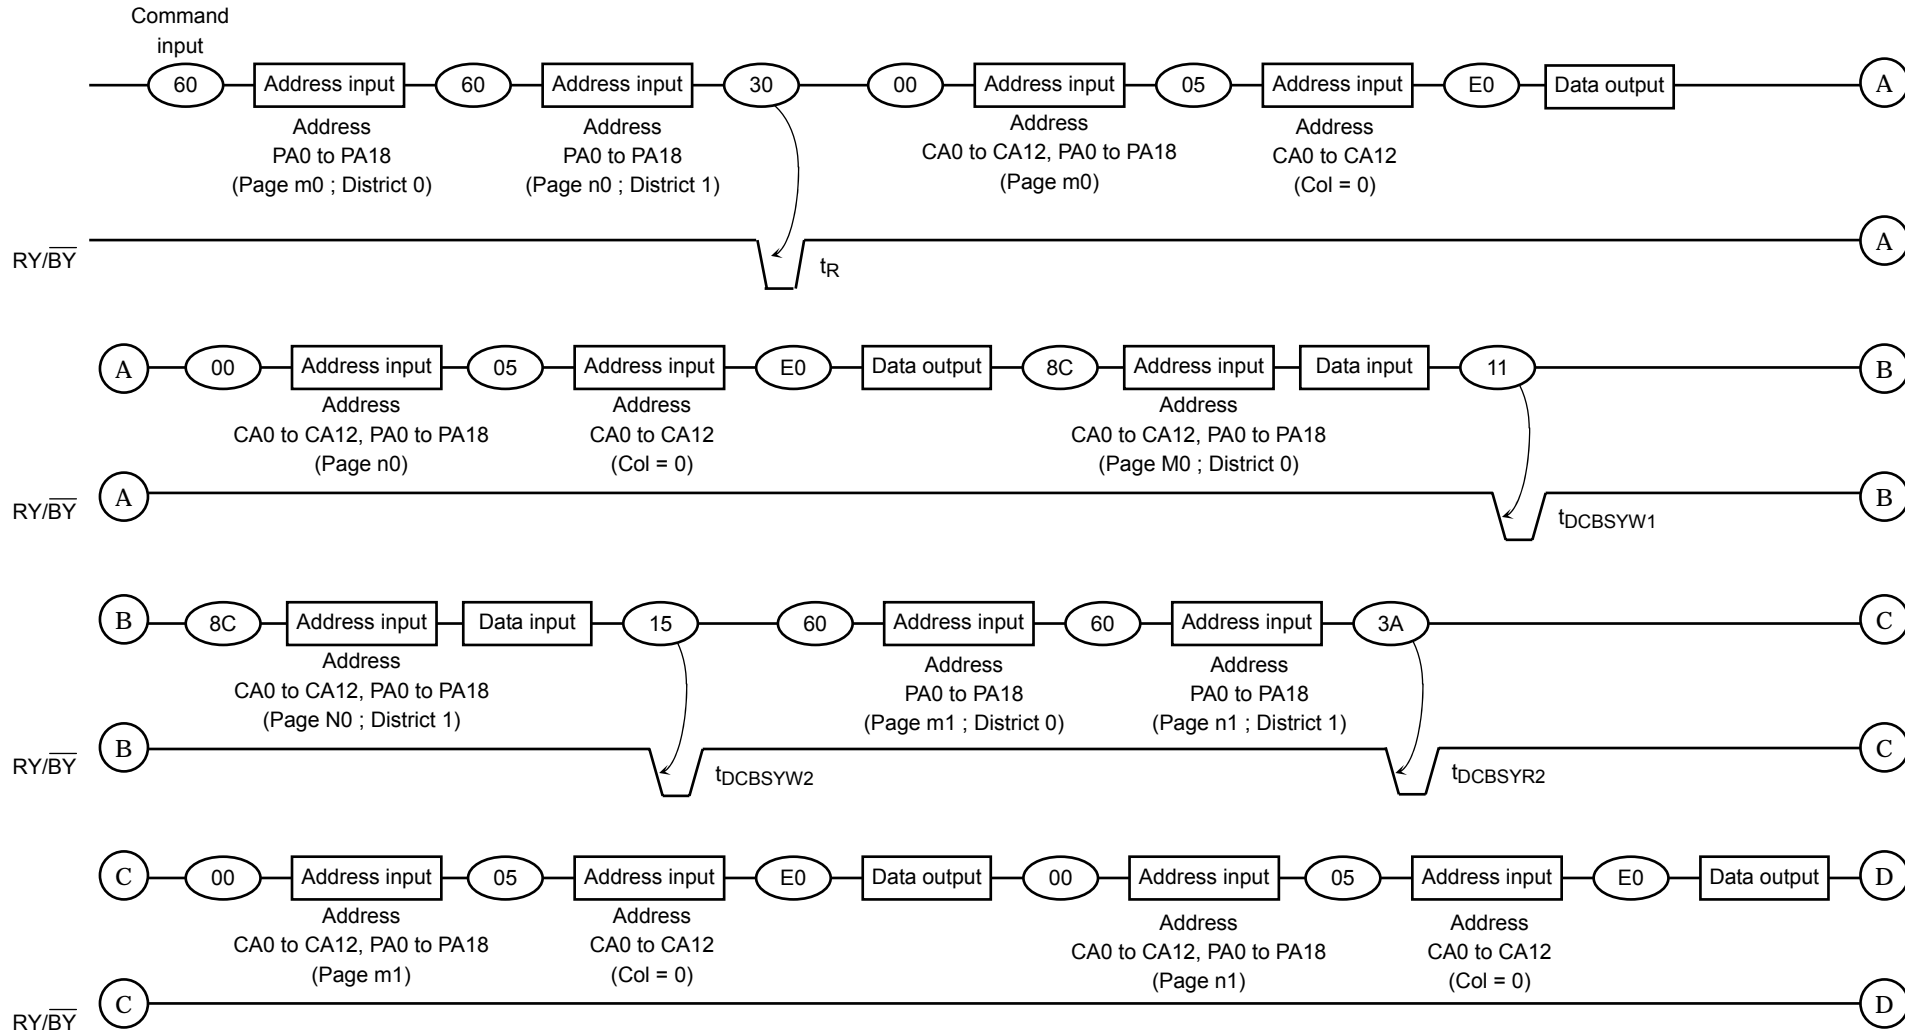 Command
input
60 Address input 60 Address input 30 00 Address input 05 Address input E0 Data output A
Address
PA0 to PA18
(Page m0 ; District 0)
Address
PA0 to PA18
(Page n0 ; District 1)
Address
CA0 to CA12, PA0 to PA18
(Page m0)
Address
CA0 to CA12
(Col = 0)
RY/B̅Y̅ tR A
A 00 Address input 05 Address input E0 Data output 8C Address input Data input 11 B
Address
CA0 to CA12, PA0 to PA18
(Page n0)
Address
CA0 to CA12
(Col = 0)
Address
CA0 to CA12, PA0 to PA18
(Page M0 ; District 0)
RY/B̅Y̅ A tDCBSYW1 B
B 8C Address input Data input 15 60 Address input 60 Address input 3A C
Address
CA0 to CA12, PA0 to PA18
(Page N0 ; District 1)
Address
PA0 to PA18
(Page m1 ; District 0)
Address
PA0 to PA18
(Page n1 ; District 1)
RY/B̅Y̅ B tDCBSYW2 tDCBSYR2 C
C 00 Address input 05 Address input E0 Data output 00 Address input 05 Address input E0 Data output D
Address
CA0 to CA12, PA0 to PA18
(Page m1)
Address
CA0 to CA12
(Col = 0)
Address
CA0 to CA12, PA0 to PA18
(Page n1)
Address
CA0 to CA12
(Col = 0)
RY/B̅Y̅ C D